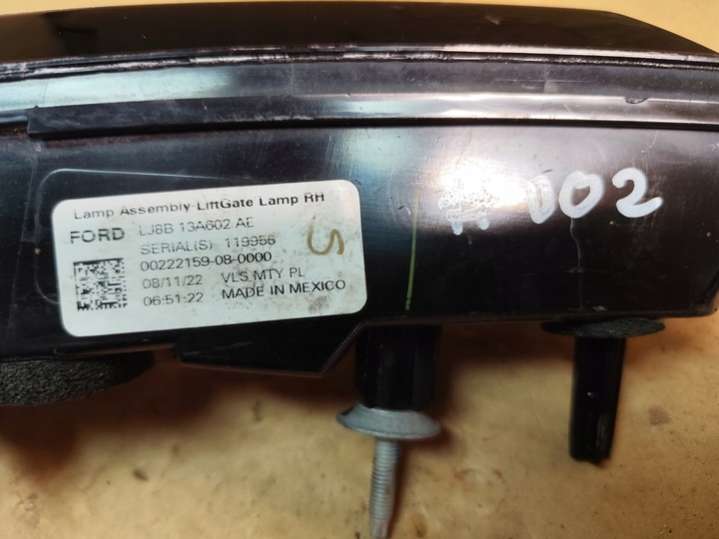 Lamp Assembly-LiftGate Lamp RH
FORD LJ8B 13A602 AE
SERIAL(S) 119956
00222159-08-0000
08/11/22 VLS MTY PL
06:51:22 MADE IN MEXICO
S
002